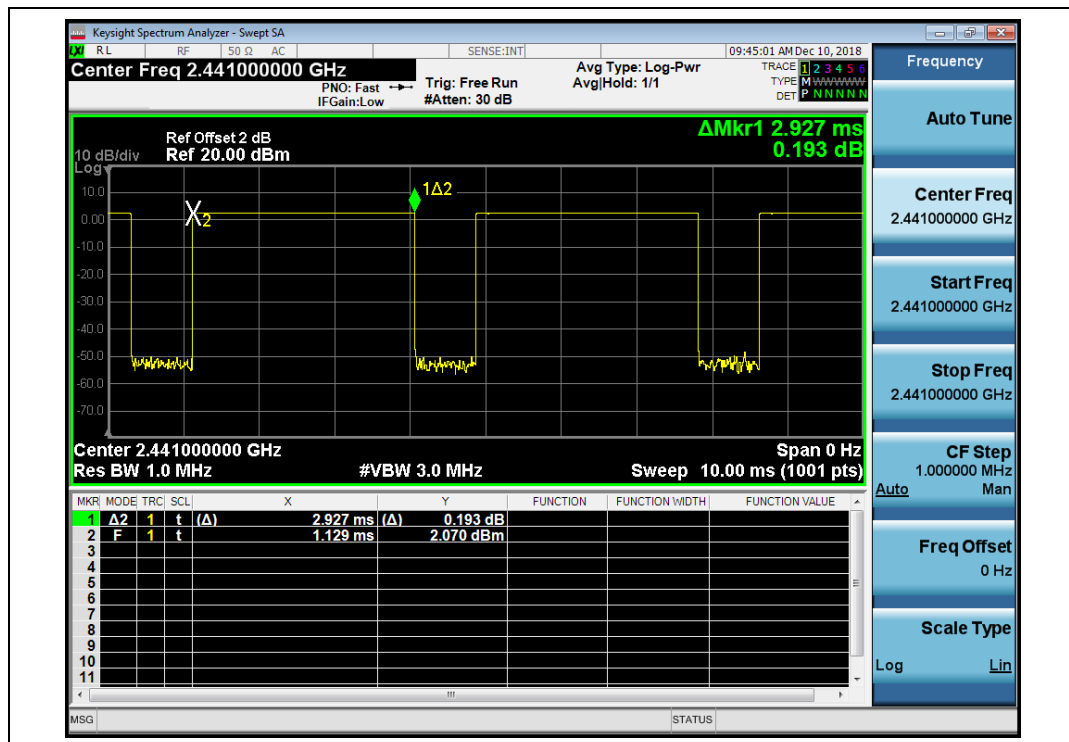 Keysight Spectrum Analyzer - Swept SA
LXI RL RF 50 Ω AC SENSE:INT 09:45:01 AM Dec 10, 2018
Center Freq 2.441000000 GHz
PNO: Fast
IFGain:Low
Trig: Free Run
#Atten: 30 dB
Avg Type: Log-Pwr
Avg|Hold: 1/1
TRACE 1 2 3 4 5 6
TYPE M WWWWW
DET P N N N N N
ΔMkr1 2.927 ms
0.193 dB
Ref Offset 2 dB
10 dB/div Ref 20.00 dBm
Log
10.0
0.00
-10.0
-20.0
-30.0
-40.0
-50.0
-60.0
-70.0
1Δ2
X2
Center 2.441000000 GHz Span 0 Hz
Res BW 1.0 MHz #VBW 3.0 MHz Sweep 10.00 ms (1001 pts)
MKR MODE TRC SCL X Y FUNCTION FUNCTION WIDTH FUNCTION VALUE
1 Δ2 1 t (Δ) 2.927 ms (Δ) 0.193 dB
2 F 1 t 1.129 ms 2.070 dBm
3
4
5
6
7
8
9
10
11
MSG STATUS
Frequency
Auto Tune
Center Freq
2.441000000 GHz
Start Freq
2.441000000 GHz
Stop Freq
2.441000000 GHz
CF Step
1.000000 MHz
Auto Man
Freq Offset
0 Hz
Scale Type
Log Lin